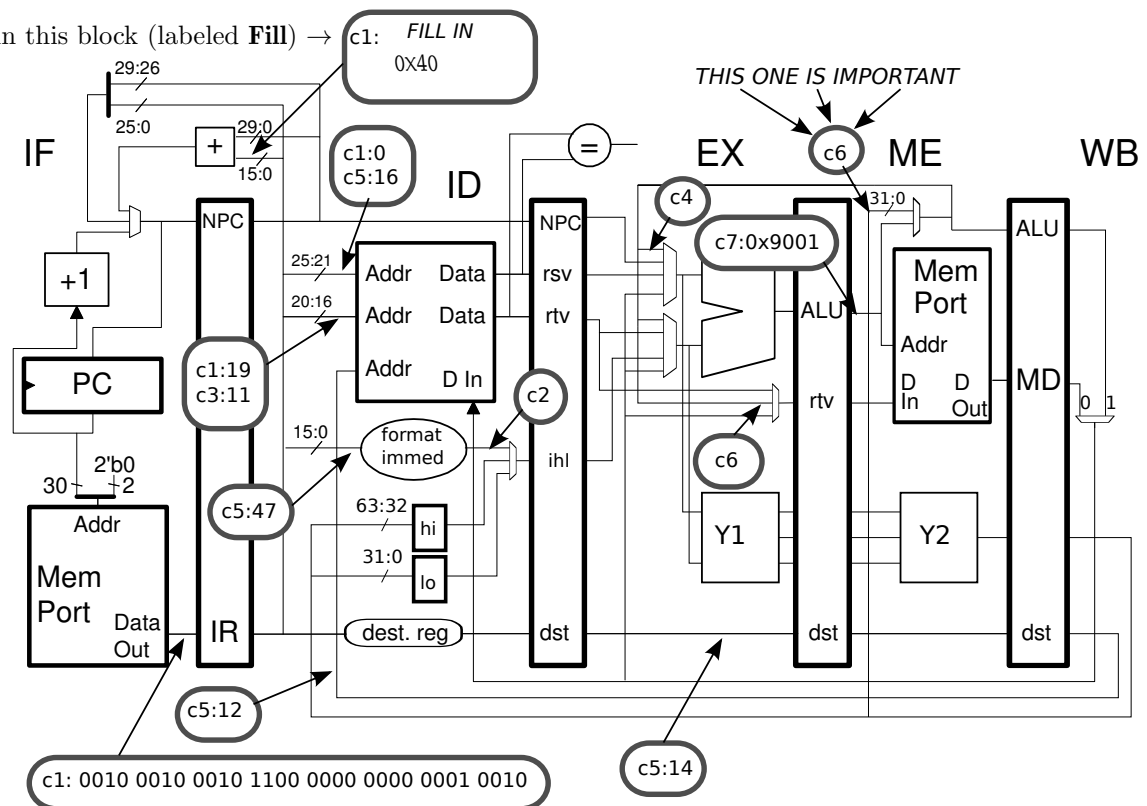 in this block (labeled Fill) →
c1: FILL IN
0X40
29:26
25:0
29:0
15:0
+
=
THIS ONE IS IMPORTANT
c6
IF
ID
EX
ME
WB
c1:0
c5:16
c4
31:0
c7:0x9001
NPC
NPC
ALU
+1
25:21
Addr
Data
rsv
Mem
Port
20:16
Addr
Data
rtv
ALU
Addr
c1:19
c3:11
PC
Addr
D In
c2
D
In
D
Out
rtv
MD
0 1
15:0
format
immed
ihl
c6
2'b0
30
2
c5:47
63:32
hi
31:0
lo
Y1
Y2
Addr
Mem
Port
Data
Out
IR
dest. reg
dst
dst
dst
c5:12
c5:14
c1: 0010 0010 0010 1100 0000 0000 0001 0010